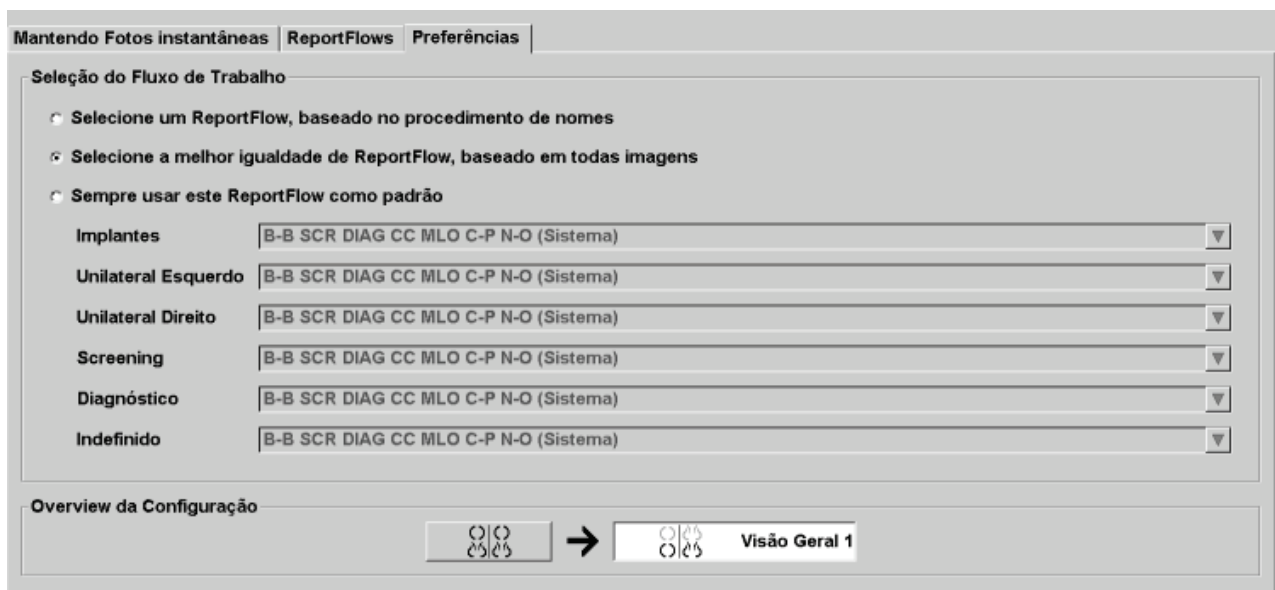 Mantendo Fotos instantâneas ReportFlows Preferências
Seleção do Fluxo de Trabalho
Selecione um ReportFlow, baseado no procedimento de nomes
Selecione a melhor igualdade de ReportFlow, baseado em todas imagens
Sempre usar este ReportFlow como padrão
Implantes B-B SCR DIAG CC MLO C-P N-O (Sistema)
Unilateral Esquerdo B-B SCR DIAG CC MLO C-P N-O (Sistema)
Unilateral Direito B-B SCR DIAG CC MLO C-P N-O (Sistema)
Screening B-B SCR DIAG CC MLO C-P N-O (Sistema)
Diagnóstico B-B SCR DIAG CC MLO C-P N-O (Sistema)
Indefinido B-B SCR DIAG CC MLO C-P N-O (Sistema)
Overview da Configuração
Visão Geral 1